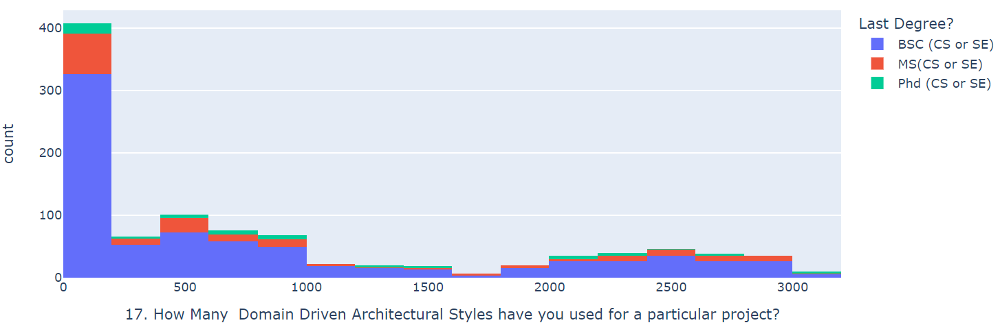 400
300
200
100
0
count
0 500 1000 1500 2000 2500 3000
17. How Many  Domain Driven Architectural Styles have you used for a particular project?
Last Degree?
BSC (CS or SE)
MS(CS or SE)
Phd (CS or SE)